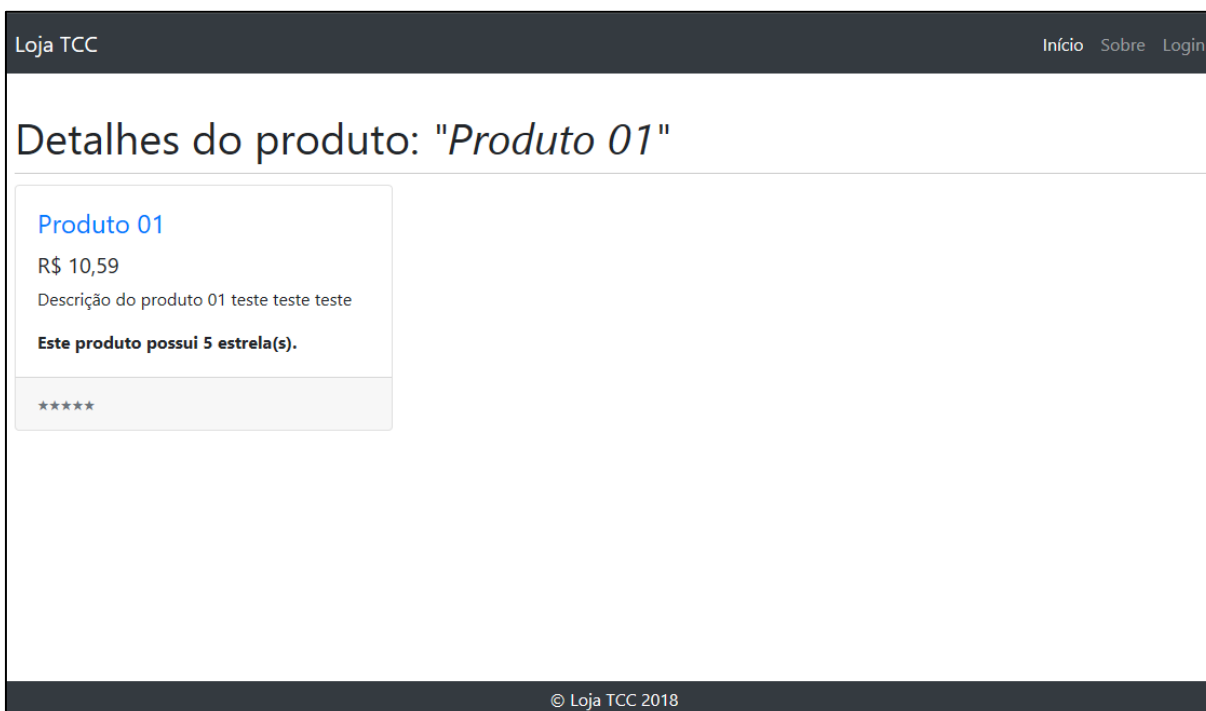 Loja TCC
Início Sobre Login
Detalhes do produto: "Produto 01"
Produto 01
R$ 10,59
Descrição do produto 01 teste teste teste
Este produto possui 5 estrela(s).
★★★★★
© Loja TCC 2018